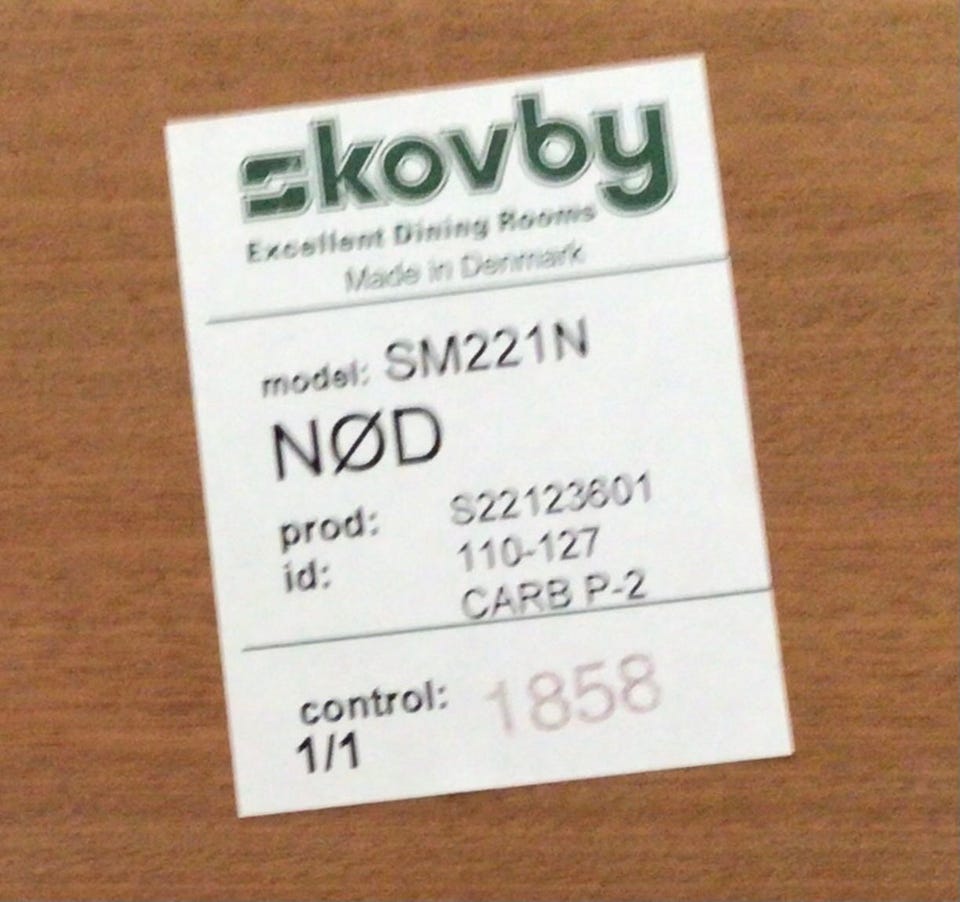 skovby
Excellent Dining Rooms
Made in Denmark
model: SM221N
NØD
prod: S22123601
id: 110-127
CARB P-2
control: 1858
1/1